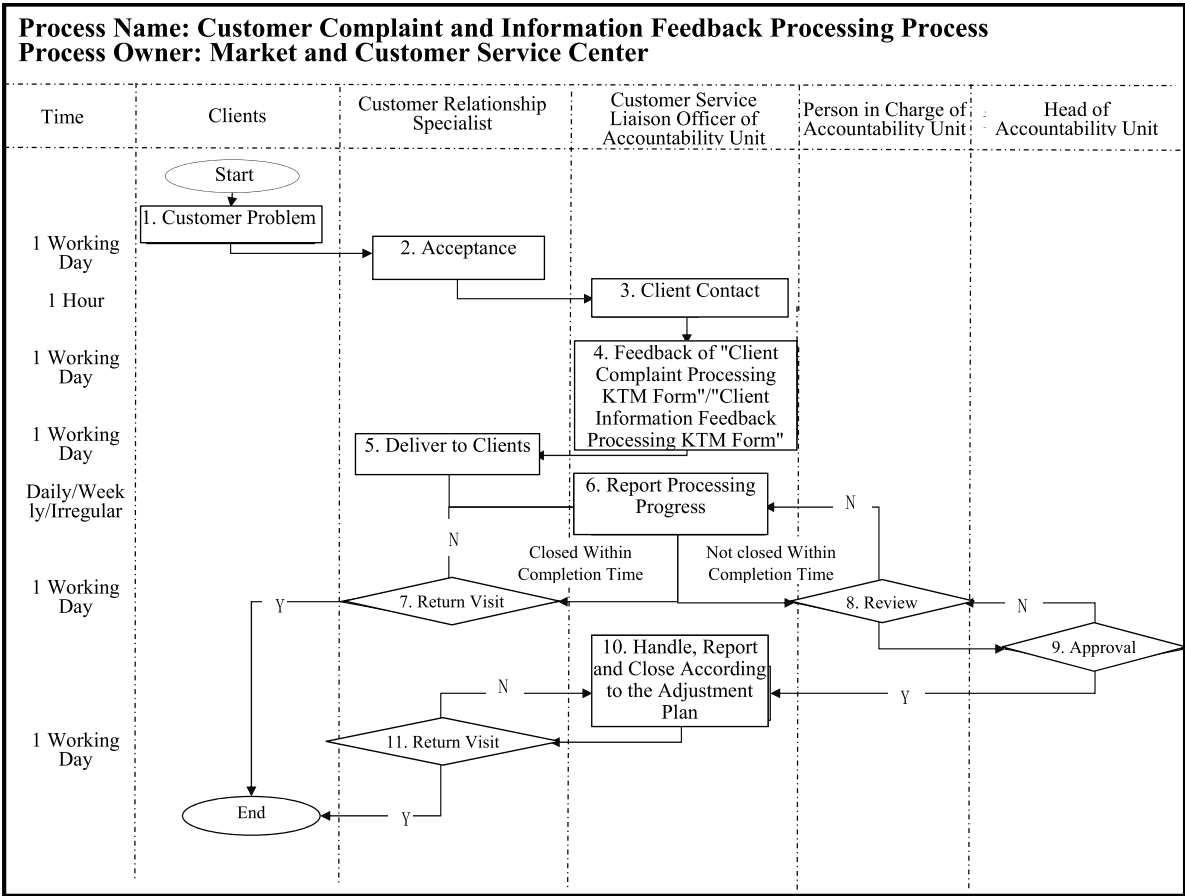 Process Name: Customer Complaint and Information Feedback Processing Process
Process Owner: Market and Customer Service Center
Time
Clients
Customer Relationship
Specialist
Customer Service
Liaison Officer of
Accountability Unit
Person in Charge of
Accountability Unit
Head of
Accountability Unit
Start
1. Customer Problem
1 Working
Day
2. Acceptance
1 Hour
3. Client Contact
1 Working
Day
4. Feedback of "Client
Complaint Processing
KTM Form"/"Client
Information Feedback
Processing KTM Form"
1 Working
Day
5. Deliver to Clients
Daily/Week
ly/Irregular
6. Report Processing
Progress
N
N
Closed Within
Completion Time
Not closed Within
Completion Time
1 Working
Day
Y
7. Return Visit
8. Review
N
9. Approval
10. Handle, Report
and Close According
to the Adjustment
Plan
N
Y
1 Working
Day
11. Return Visit
End
Y